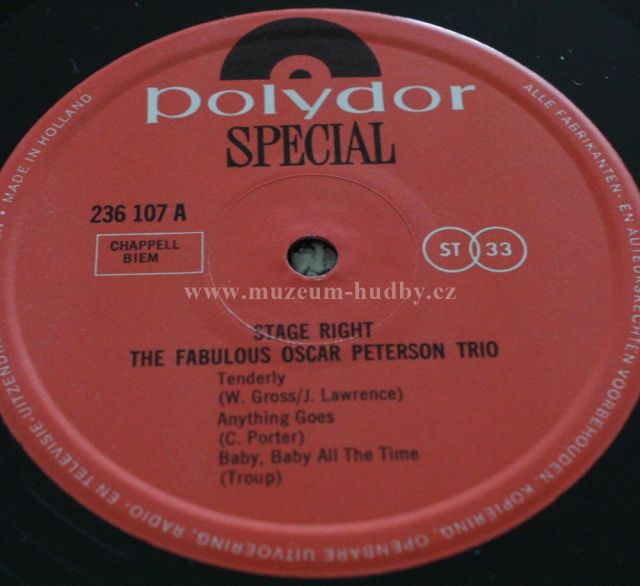 polydor
SPECIAL
236 107 A
CHAPPELL
BIEM
ST 33
www.muzeum-hudby.cz
STAGE RIGHT
THE FABULOUS OSCAR PETERSON TRIO
Tenderly
(W. Gross/J. Lawrence)
Anything Goes
(C. Porter)
Baby, Baby All The Time
(Troup)
• MADE IN HOLLAND
ALLE FABRIKANTEN- EN AUTEURSRECHTEN VOORBEHOUDEN, KOPIËRING, OPENBARE UITVOERING, RADIO- EN TELEVISIE-UITZENDING